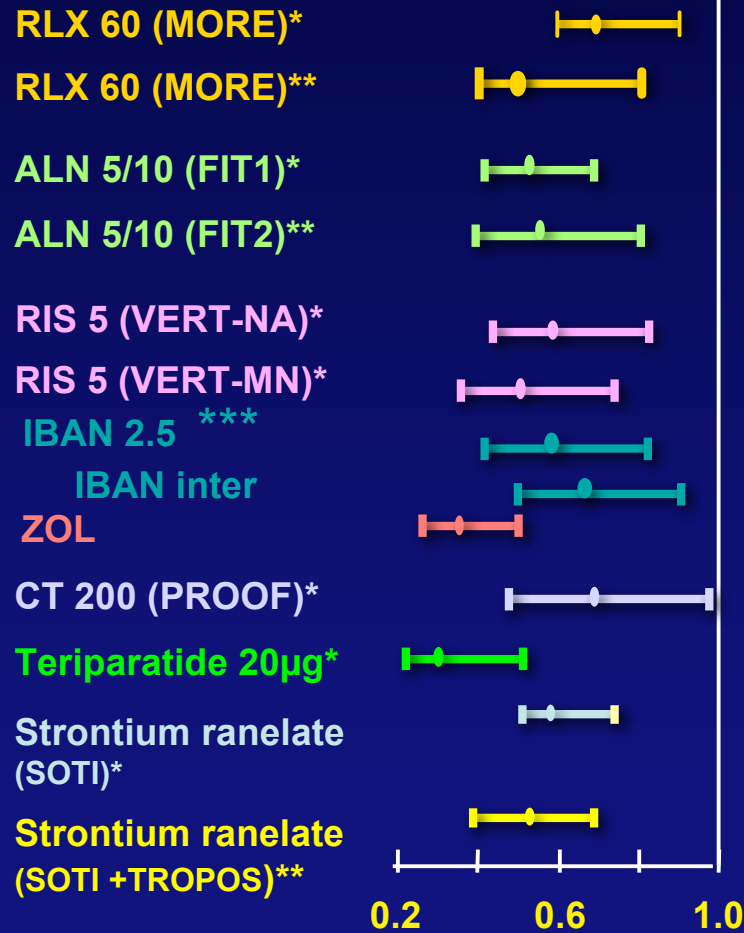 RLX 60 (MORE)*
RLX 60 (MORE)**
ALN 5/10 (FIT1)*
ALN 5/10 (FIT2)**
RIS 5 (VERT-NA)*
RIS 5 (VERT-MN)*
IBAN 2.5 ***
IBAN inter
ZOL
CT 200 (PROOF)*
Teriparatide 20µg*
Strontium ranelate
(SOTI)*
Strontium ranelate
(SOTI +TROPOS)**
0.2 0.6 1.0